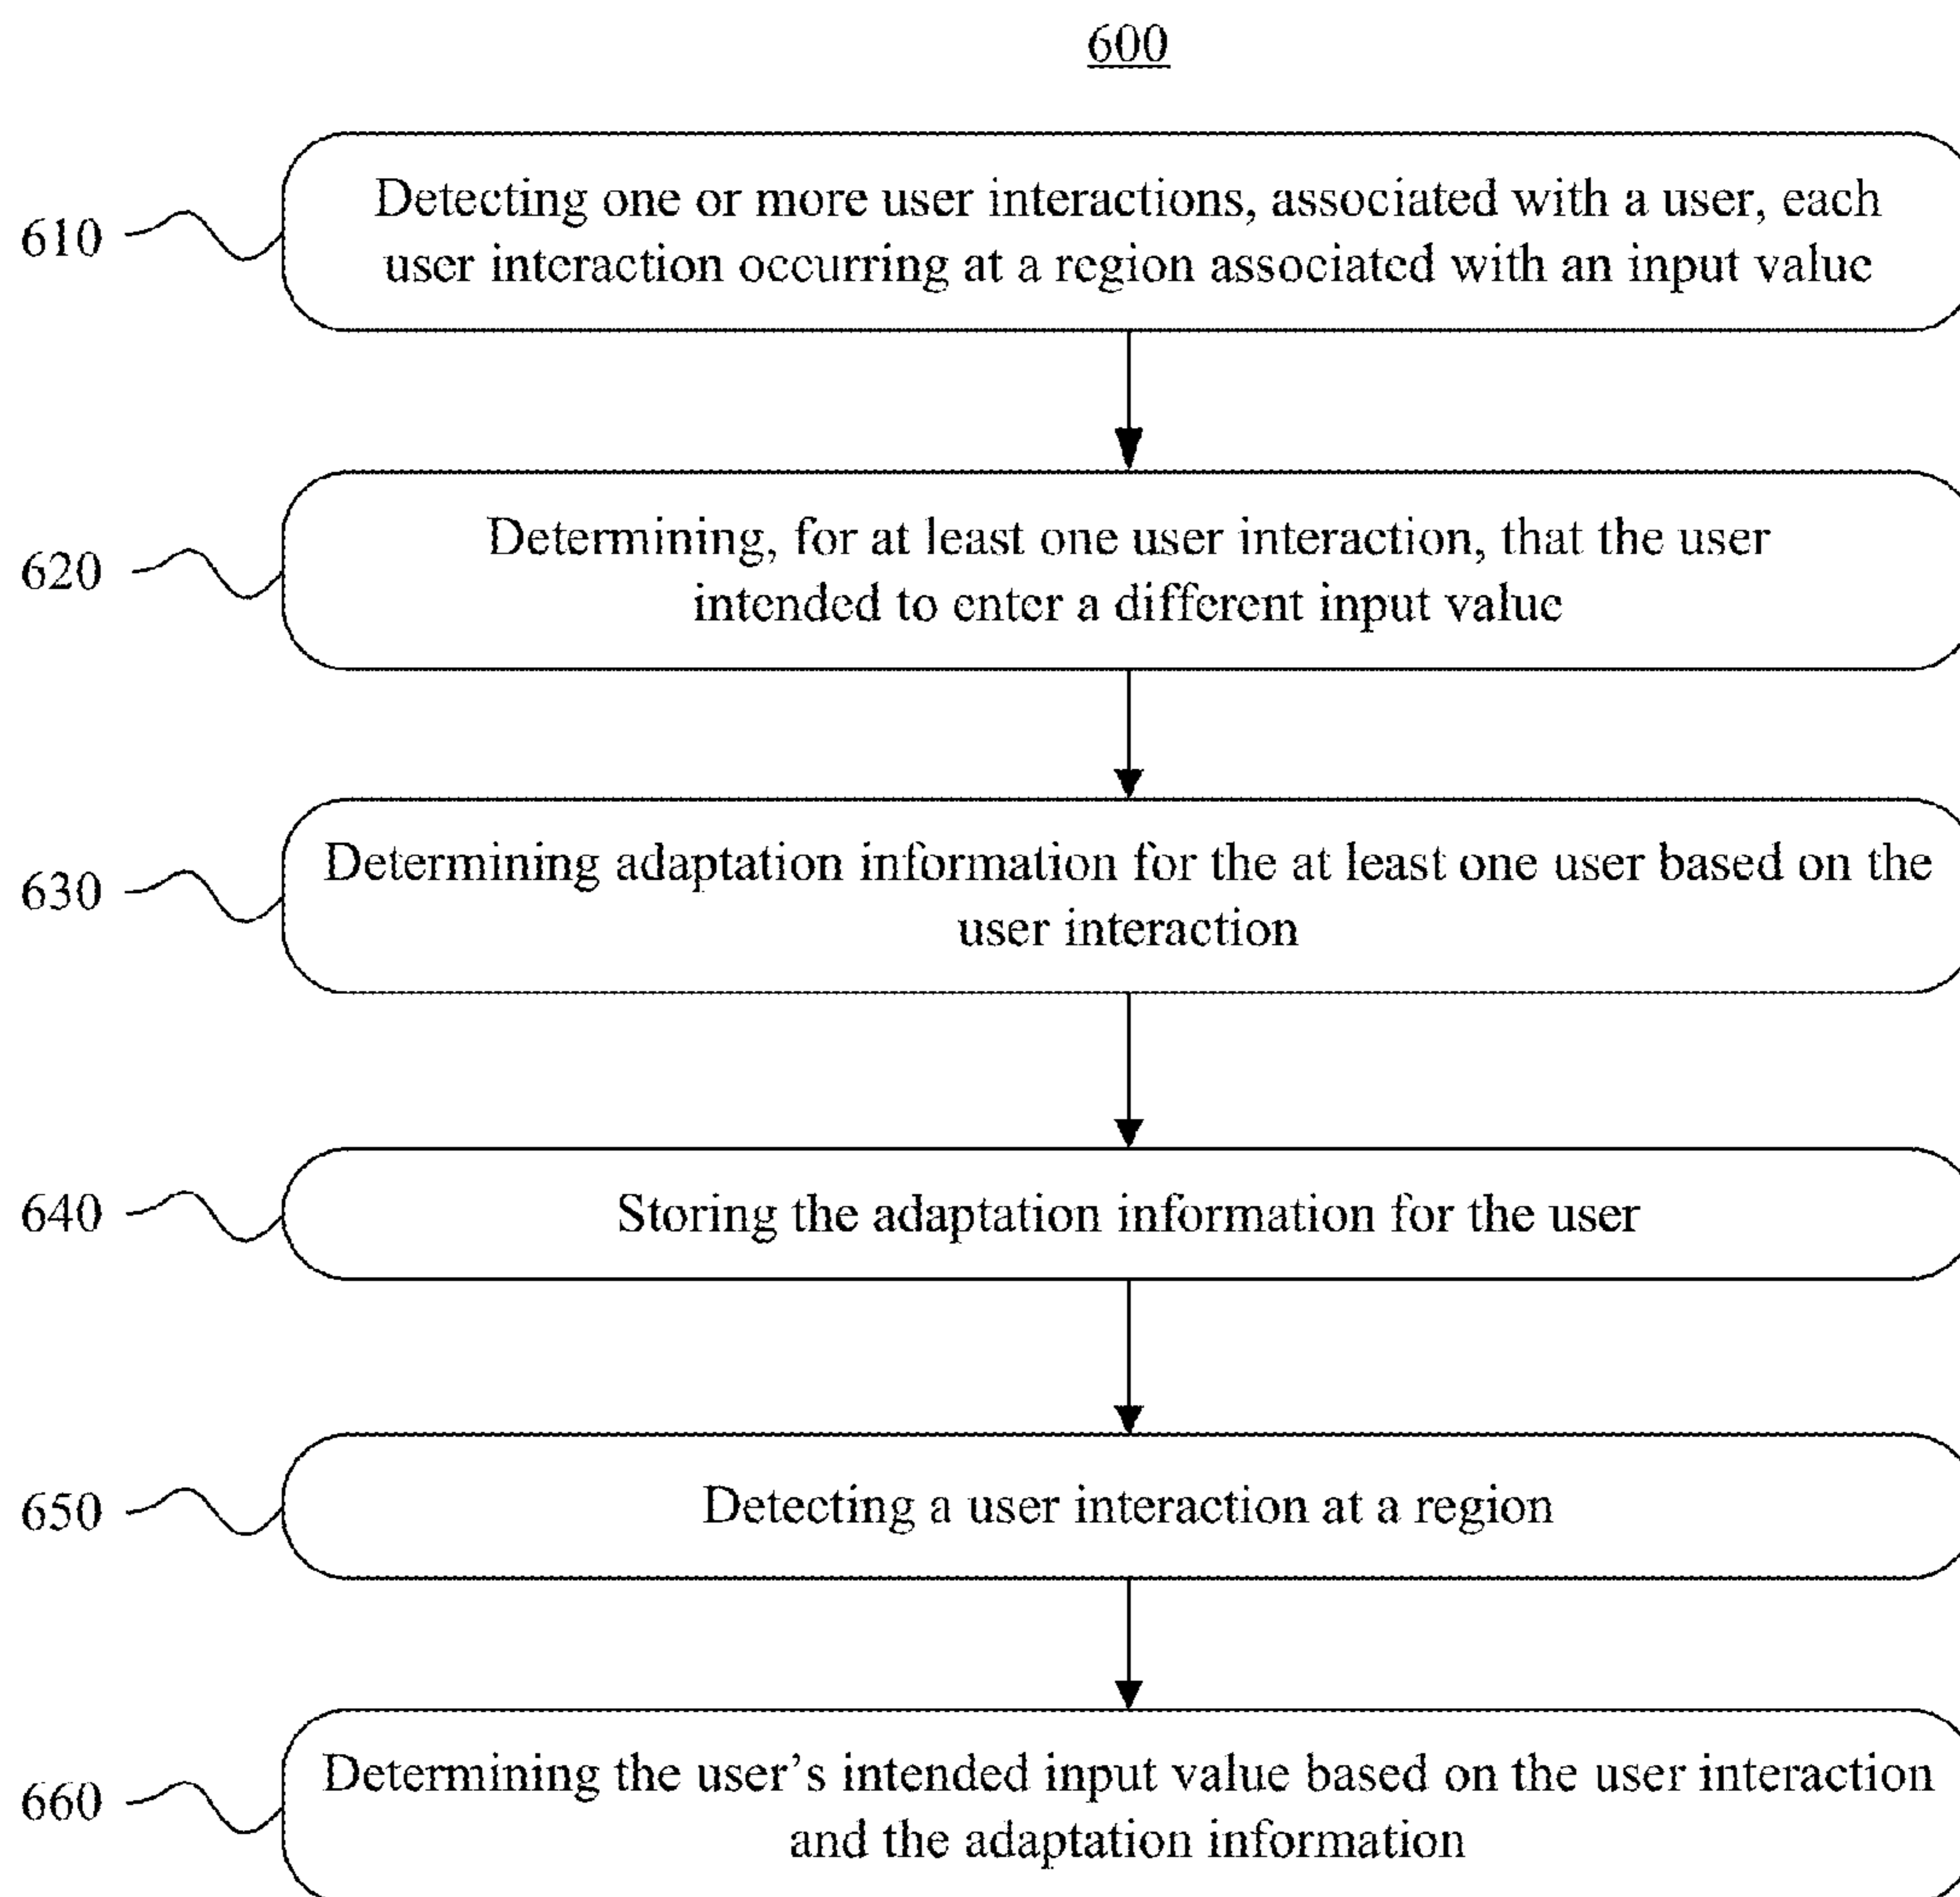 600
610
Detecting one or more user interactions, associated with a user, each
user interaction occurring at a region associated with an input value
620
Determining, for at least one user interaction, that the user
intended to enter a different input value
630
Determining adaptation information for the at least one user based on the
user interaction
640
Storing the adaptation information for the user
650
Detecting a user interaction at a region
660
Determining the user's intended input value based on the user interaction
and the adaptation information